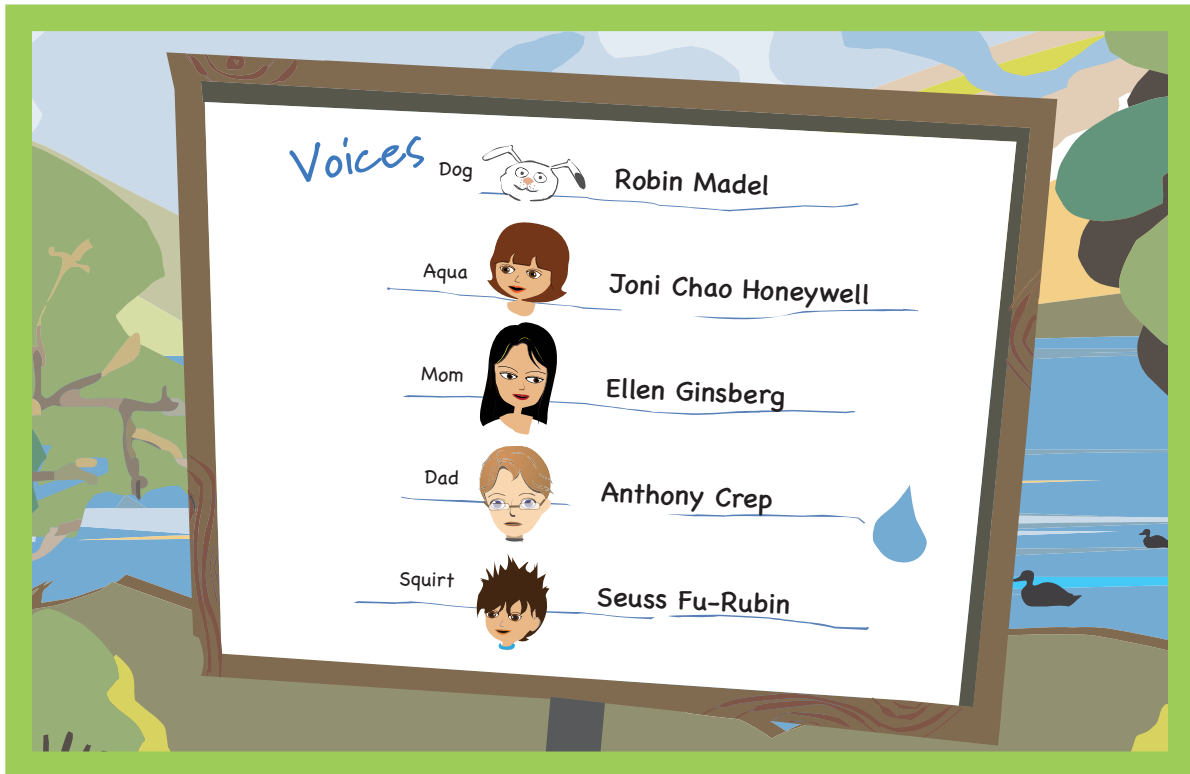 Voices
Dog Robin Madel
Aqua Joni Chao Honeywell
Mom Ellen Ginsberg
Dad Anthony Crep
Squirt Seuss Fu-Rubin